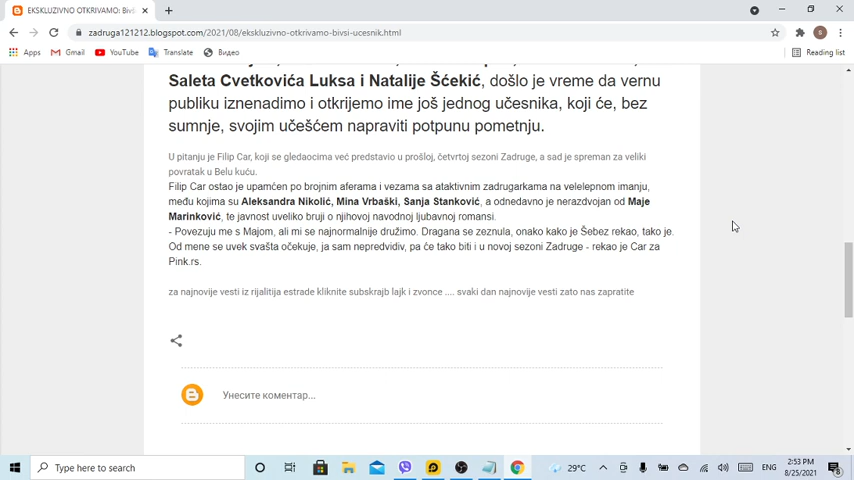 EKSKLUZIVNO OTKRIVAMO: Bivš
zadruga121212.blogspot.com/2021/08/ekskluzivno-otkrivamo-bivsi-ucesnik.html
B
Apps Gmail YouTube Translate Видео Reading list
Saleta Cvetkovića Luksa i Natalije Šćekić, došlo je vreme da vernu
publiku iznenadimo i otkrijemo ime još jednog učesnika, koji će, bez
sumnje, svojim učešćem napraviti potpunu pometnju.
U pitanju je Filip Car, koji se gledaocima već predstavio u prošloj, četvrtoj sezoni Zadruge, a sad je spreman za veliki
povratak u Belu kuću.
Filip Car ostao je upamćen po brojnim aferama i vezama sa ataktivnim zadrugarkama na velelepnom imanju,
među kojima su Aleksandra Nikolić, Mina Vrbaški, Sanja Stanković, a odnedavno je nerazdvojan od Maje
Marinković, te javnost uveliko bruji o njihovoj navodnoj ljubavnoj romansi.
- Povezuju me s Majom, ali mi se najnormalnije družimo. Dragana se zeznula, onako kako je Šebez rekao, tako je.
Od mene se uvek svašta očekuje, ja sam nepredvidiv, pa će tako biti i u novoj sezoni Zadruge - rekao je Car za
Pink.rs.
za najnovije vesti iz rijalitija estrade kliknite subskrajb lajk i zvonce .... svaki dan najnovije vesti zato nas zapratite
Унесите коментар...
Type here to search
29°C
ENG
2:53 PM
8/25/2021
8